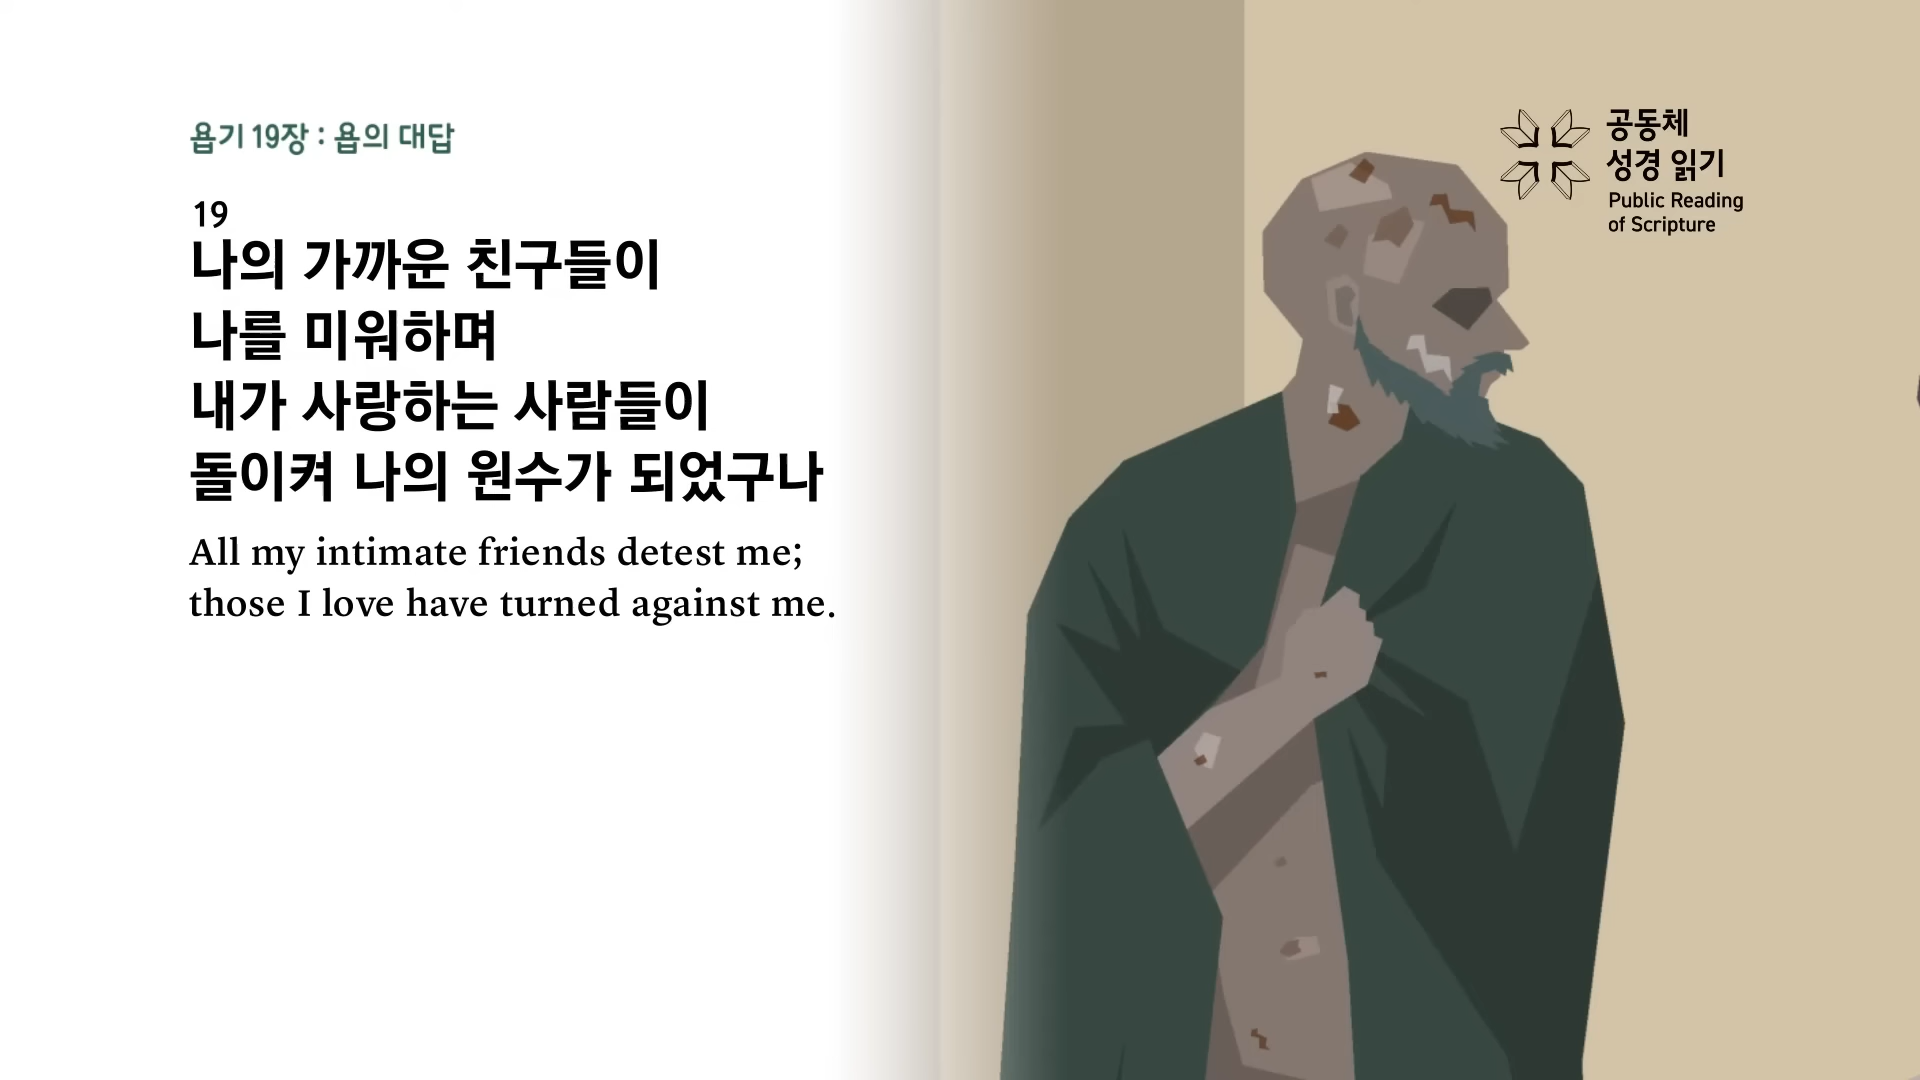 욥기 19장 : 욥의 대답
19
나의 가까운 친구들이
나를 미워하며
내가 사랑하는 사람들이
돌이켜 나의 원수가 되었구나
All my intimate friends detest me;
those I love have turned against me.
공동체
성경 읽기
Public Reading
of Scripture